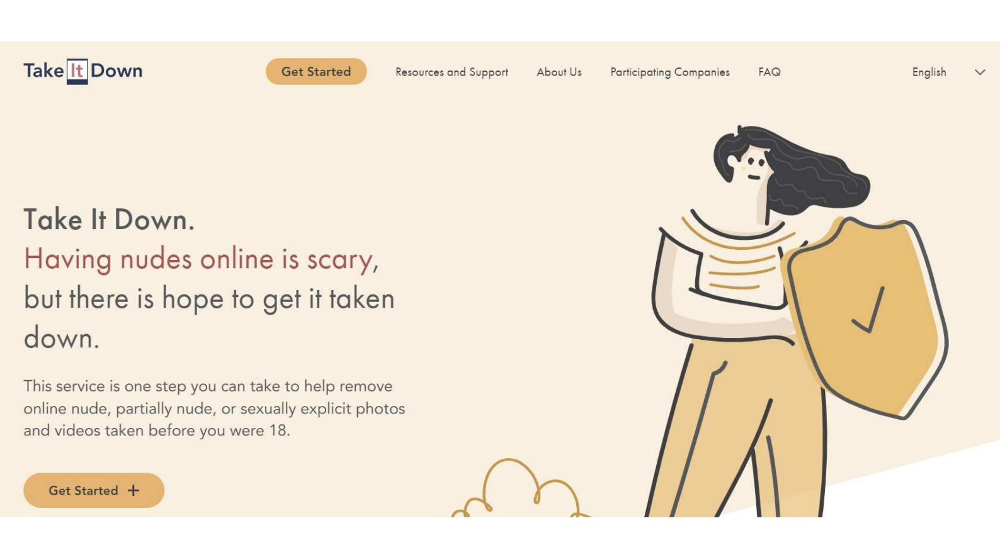 Take It Down
Get Started
Resources and Support
About Us
Participating Companies
FAQ
English
Take It Down.
Having nudes online is scary,
but there is hope to get it taken
down.
This service is one step you can take to help remove
online nude, partially nude, or sexually explicit photos
and videos taken before you were 18.
Get Started +